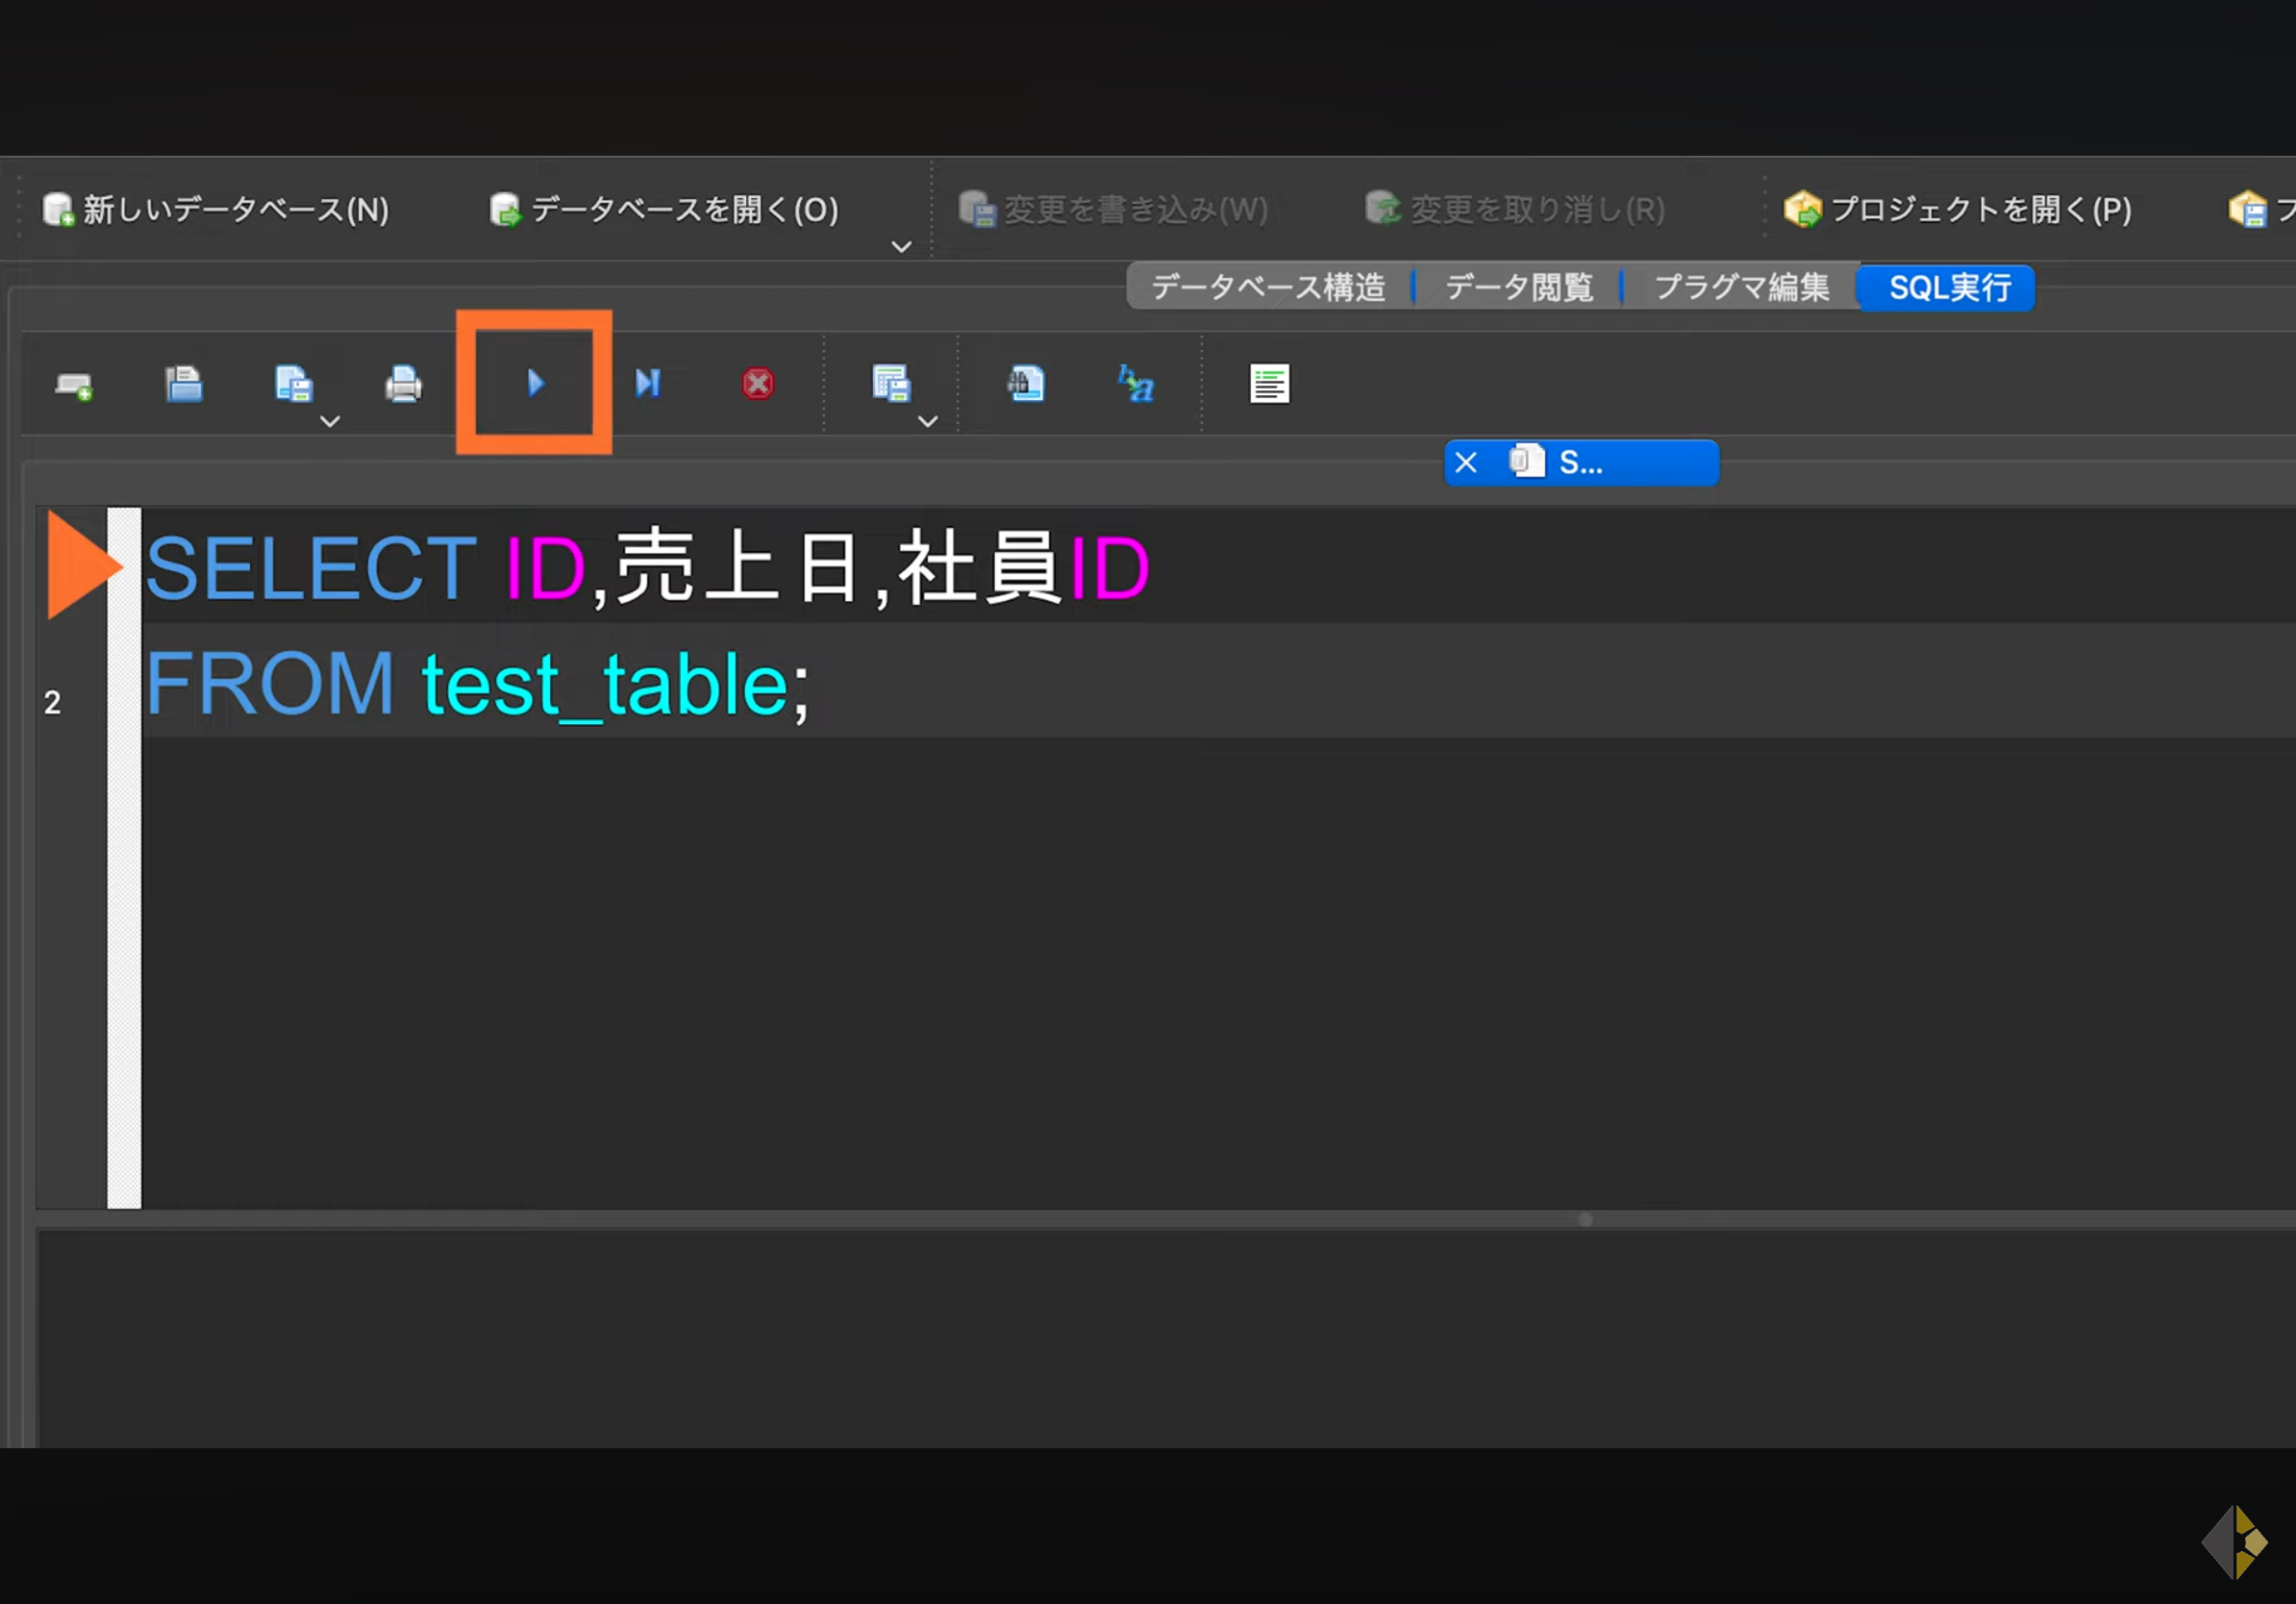 新しいデータベース(N) データベースを開く(O) 変更を書き込み(W) 変更を取り消し(R) プロジェクトを開く(P) プ
データベース構造 データ閲覧 プラグマ編集 SQL実行
S...
SELECT ID,売上日,社員ID
2 FROM test_table;